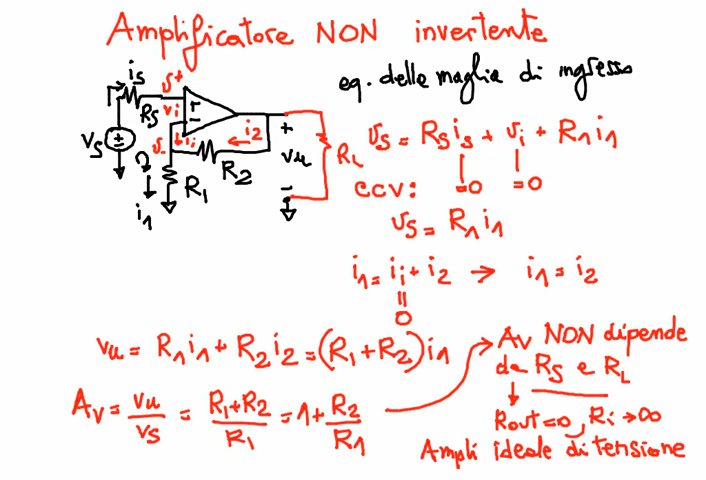 Amplificatore NON invertente
eq. della maglia di ingresso
is v+
Rs vi
vs ± v- ii i2
R1 R2
i1
+
vu
-
RL
vs = Rs is + vi + R1 i1
ccv: =0 =0
vs = R1 i1
i1 = ii + i2 → i1 = i2
=
0
vu = R1 i1 + R2 i2 = (R1 + R2) i1
Av = vu/vs = (R1+R2)/R1 = 1 + R2/R1
→ Av NON dipende
da Rs e RL
↓
Rout = 0, Ri → ∞
Ampli ideale di tensione